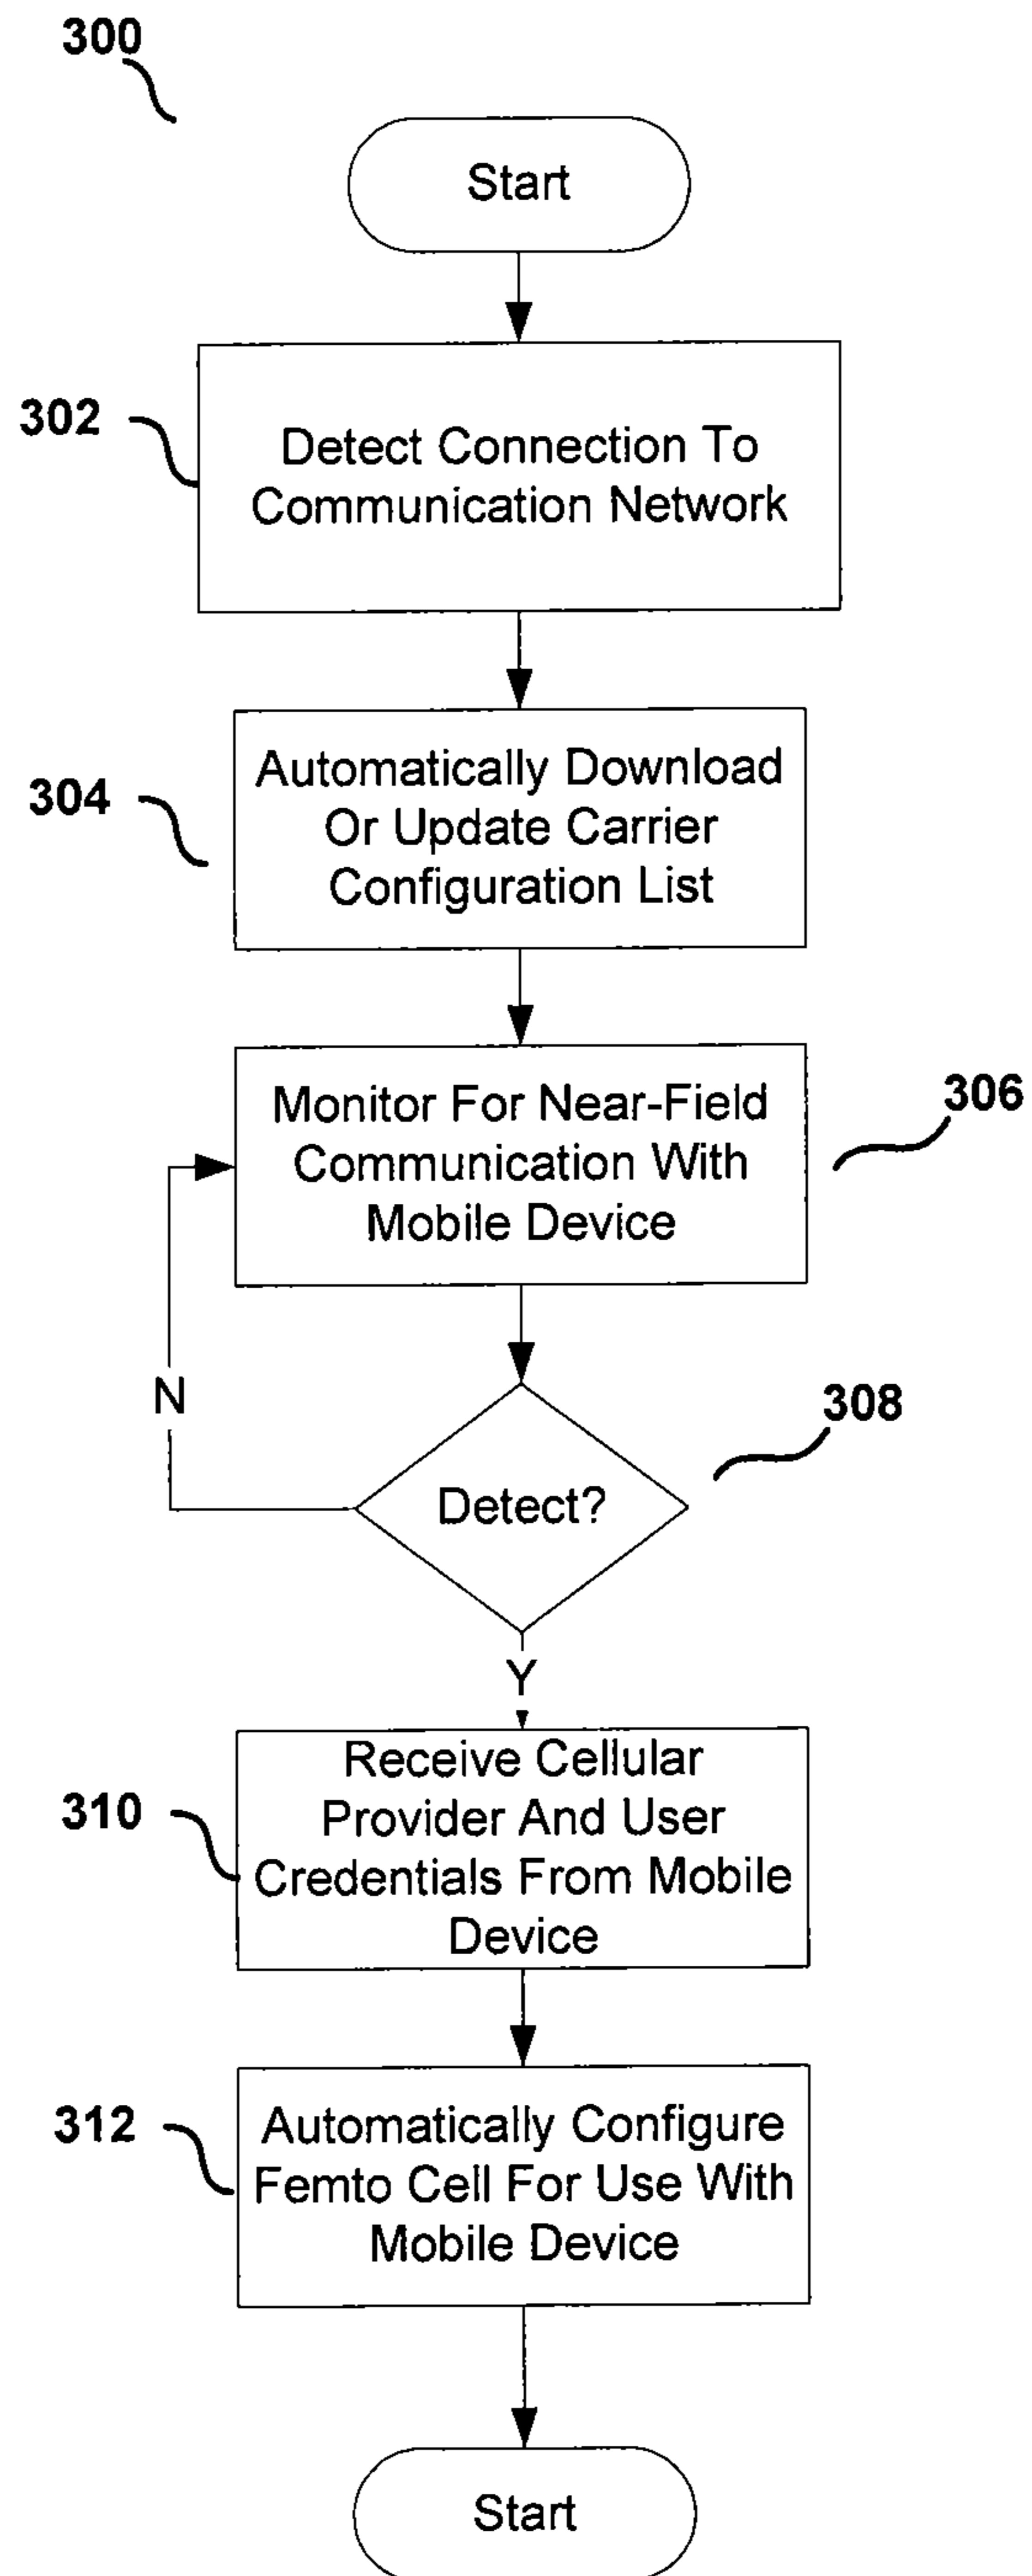 300
Start
302
Detect Connection To
Communication Network
304
Automatically Download
Or Update Carrier
Configuration List
306
Monitor For Near-Field
Communication With
Mobile Device
N
308
Detect?
Y
310
Receive Cellular
Provider And User
Credentials From Mobile
Device
312
Automatically Configure
Femto Cell For Use With
Mobile Device
Start